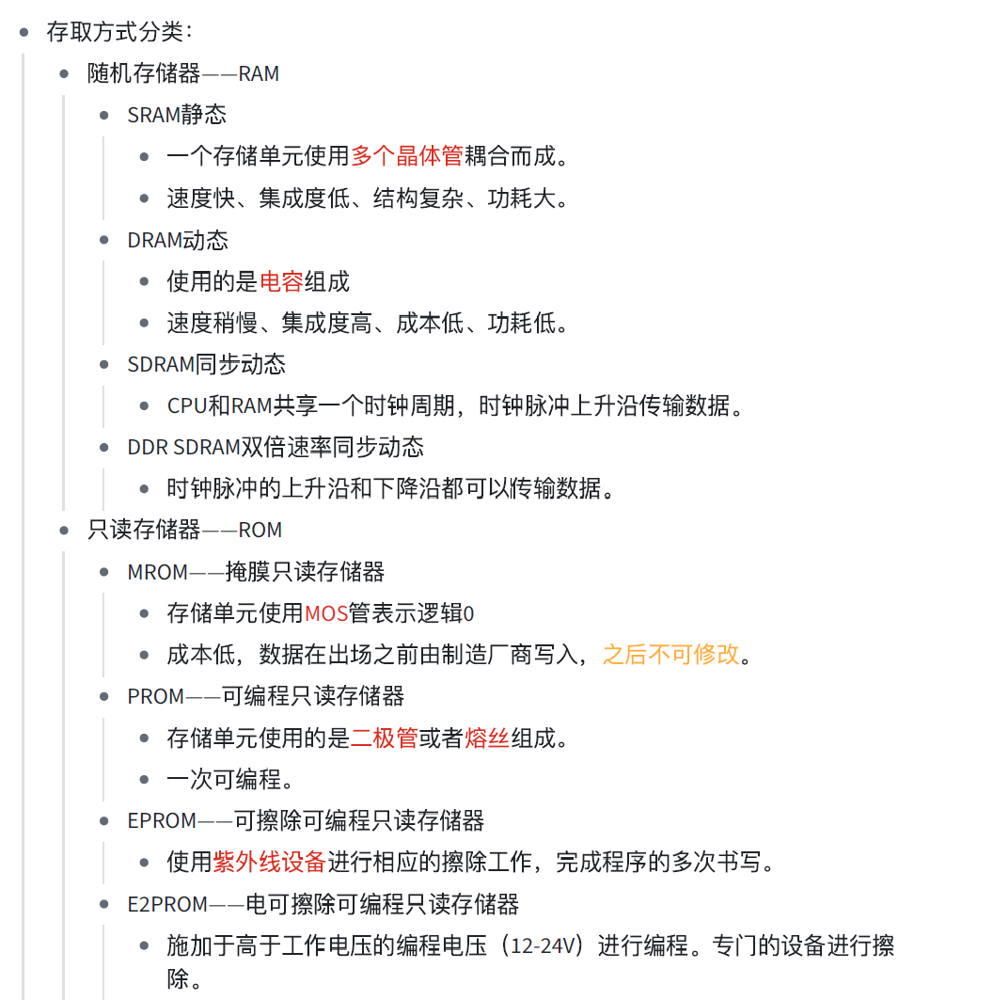 存取方式分类：
随机存储器——RAM
SRAM静态
一个存储单元使用多个晶体管耦合而成。
速度快、集成度低、结构复杂、功耗大。
DRAM动态
使用的是电容组成
速度稍慢、集成度高、成本低、功耗低。
SDRAM同步动态
CPU和RAM共享一个时钟周期，时钟脉冲上升沿传输数据。
DDR SDRAM双倍速率同步动态
时钟脉冲的上升沿和下降沿都可以传输数据。
只读存储器——ROM
MROM——掩膜只读存储器
存储单元使用MOS管表示逻辑0
成本低，数据在出场之前由制造厂商写入，之后不可修改。
PROM——可编程只读存储器
存储单元使用的是二极管或者熔丝组成。
一次可编程。
EPROM——可擦除可编程只读存储器
使用紫外线设备进行相应的擦除工作，完成程序的多次书写。
E2PROM——电可擦除可编程只读存储器
施加于高于工作电压的编程电压（12-24V）进行编程。专门的设备进行擦
除。